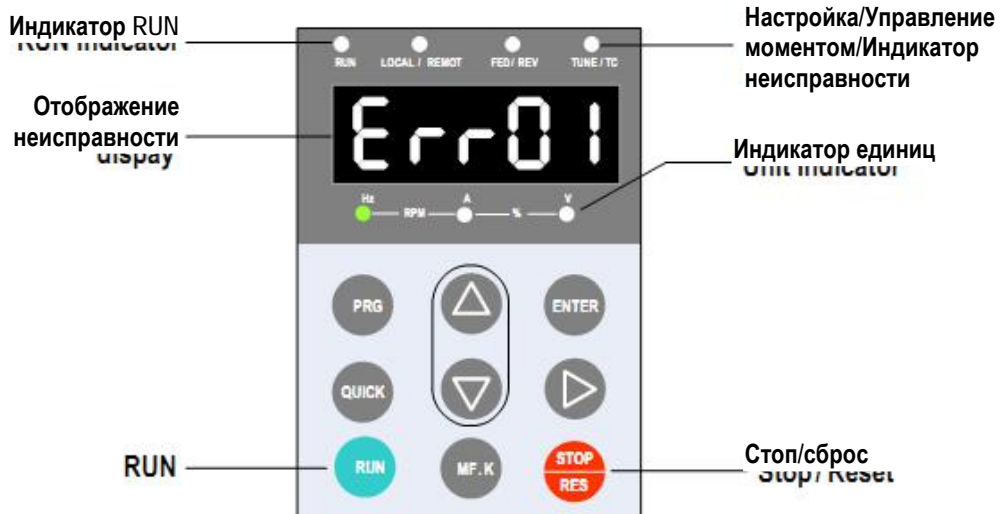 Индикатор RUN
RUN Indicator
Настройка/Управление
моментом/Индикатор
неисправности
RUN LOCAL / REMOT FED / REV TUNE / TC
Отображение
неисправности
dispay
Err01
Индикатор единиц
Unit Indicator
Hz RPM A % V
PRG
ENTER
QUICK
RUN
RUN
MF.K
STOP
RES
Стоп/сброс
Stop / Reset